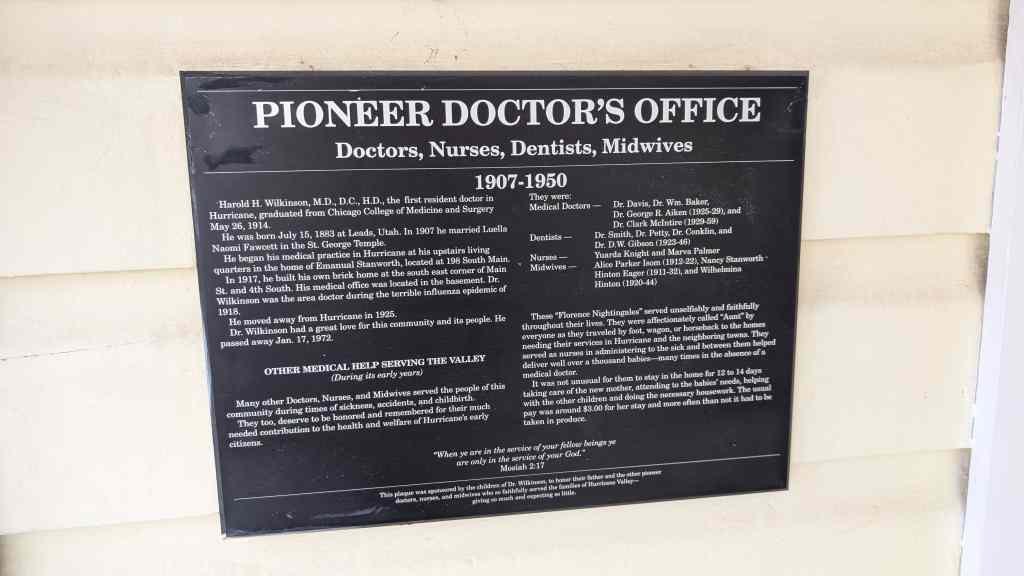 PIONEER DOCTOR'S OFFICE
Doctors, Nurses, Dentists, Midwives
1907-1950
Harold H. Wilkinson, M.D., D.C., H.D., the first resident doctor in
Hurricane, graduated from Chicago College of Medicine and Surgery
May 26, 1914.
He was born July 15, 1883 at Leads, Utah. In 1907 he married Luella
Naomi Fawcett in the St. George Temple.
He began his medical practice in Hurricane at his upstairs living
quarters in the home of Emanual Stanworth, located at 198 South Main.
In 1917, he built his own brick home at the south east corner of Main
St. and 4th South. His medical office was located in the basement. Dr.
Wilkinson was the area doctor during the terrible influenza epidemic of
1918.
He moved away from Hurricane in 1925.
Dr. Wilkinson had a great love for this community and its people. He
passed away Jan. 17, 1972.
OTHER MEDICAL HELP SERVING THE VALLEY
(During its early years)
Many other Doctors, Nurses, and Midwives served the people of this
community during times of sickness, accidents, and childbirth.
They too, deserve to be honored and remembered for their much
needed contribution to the health and welfare of Hurricane's early
citizens.
They were:
Medical Doctors — Dr. Davis, Dr. Wm. Baker,
Dr. George R. Aiken (1925-29), and
Dr. Clark McIntire (1929-59)
Dentists — Dr. Smith, Dr. Petty, Dr. Conklin, and
Dr. D.W. Gibson (1923-46)
Nurses — Yuarda Knight and Marva Palmer
Midwives — Alice Parker Isom (1912-22), Nancy Stanworth
Hinton Eager (1911-32), and Wilhelmina
Hinton (1920-44)
These "Florence Nightingales" served unselfishly and faithfully
throughout their lives. They were affectionately called "Aunt" by
everyone as they traveled by foot, wagon, or horseback to the homes
needing their services in Hurricane and the neighboring towns. They
served as nurses in administering to the sick and between them helped
deliver well over a thousand babies—many times in the absence of a
medical doctor.
It was not unusual for them to stay in the home for 12 to 14 days
taking care of the new mother, attending to the babies' needs, helping
with the other children and doing the necessary housework. The usual
pay was around $3.00 for her stay and more often than not it had to be
taken in produce.
"When ye are in the service of your fellow beings ye
are only in the service of your God."
Mosiah 2:17
This plaque was sponsored by the children of Dr. Wilkinson, to honor their father and the other pioneer
doctors, nurses, and midwives who so faithfully served the families of Hurricane Valley—
giving so much and expecting so little.